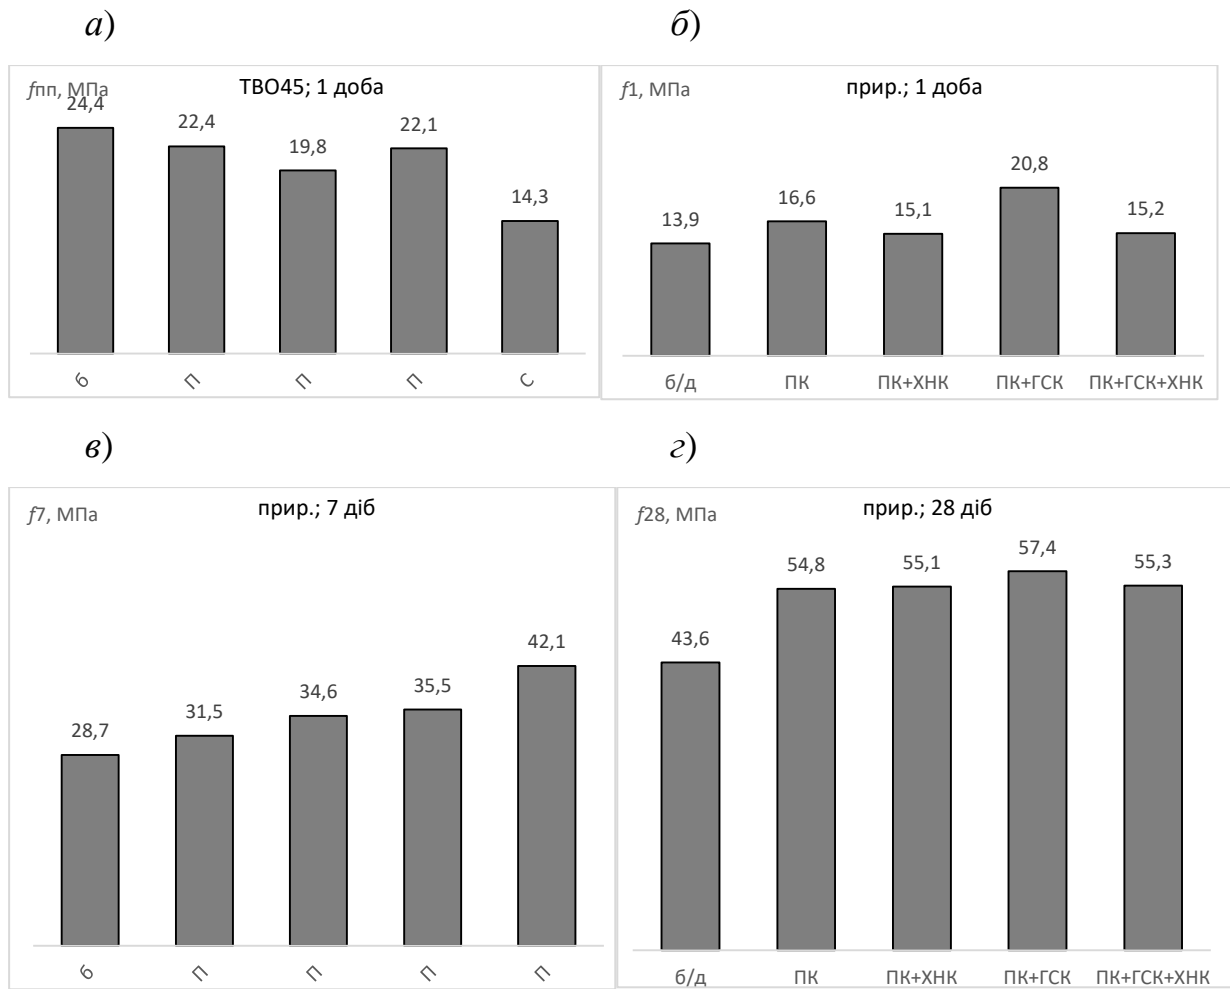 а)
б)
fпп, МПа
ТВО45; 1 доба
24,4
22,4
19,8
22,1
14,3
б
П
П
П
С
f1, МПа
прир.; 1 доба
13,9
16,6
15,1
20,8
15,2
б/д
ПК
ПК+ХНК
ПК+ГСК
ПК+ГСК+ХНК
в)
г)
f7, МПа
прир.; 7 діб
28,7
31,5
34,6
35,5
42,1
б
П
П
П
П
f28, МПа
прир.; 28 діб
43,6
54,8
55,1
57,4
55,3
б/д
ПК
ПК+ХНК
ПК+ГСК
ПК+ГСК+ХНК